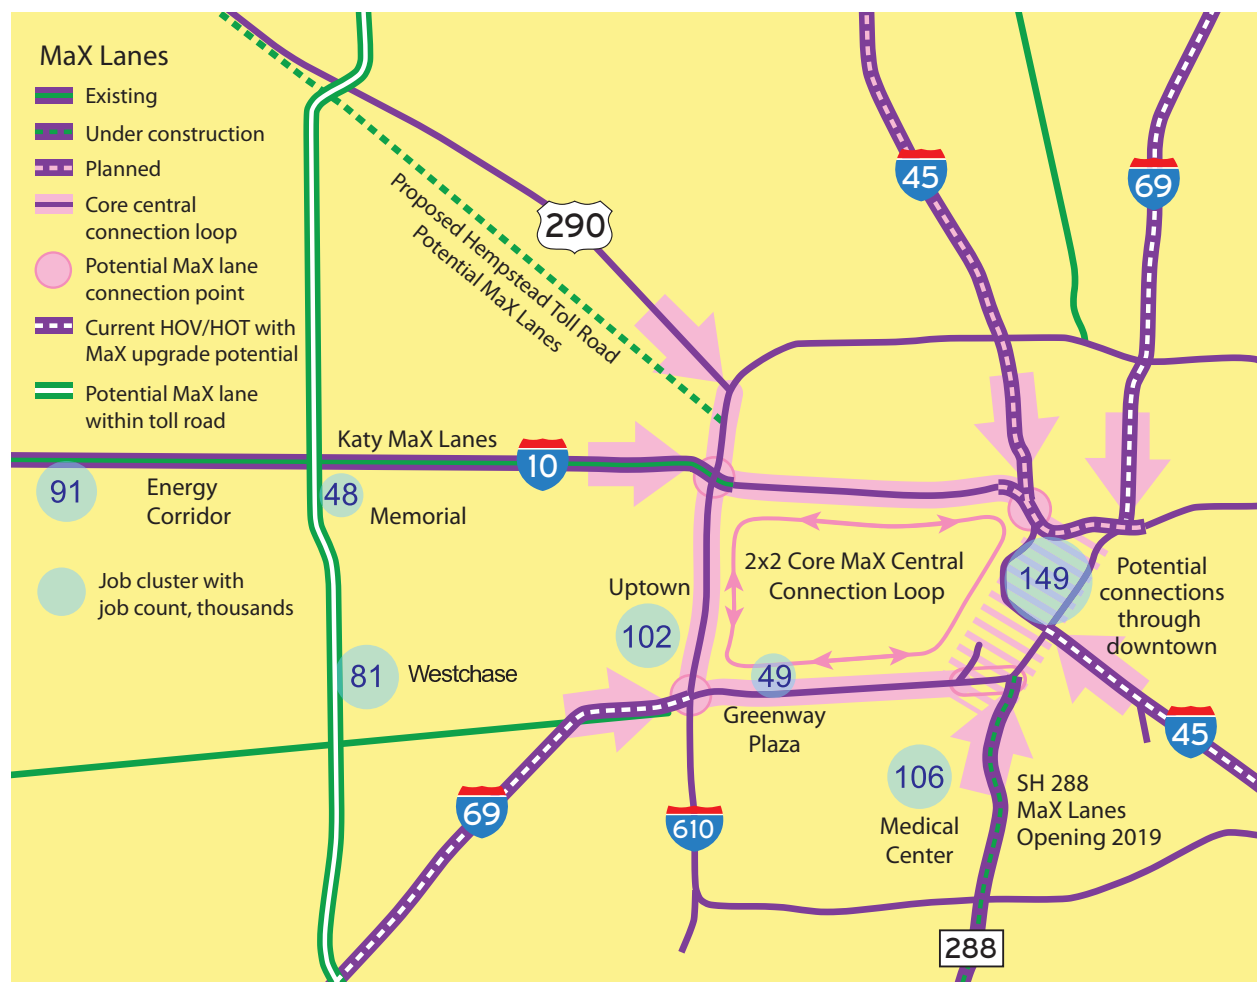 MaX Lanes
Existing
Under construction
Planned
Core central
connection loop
Potential MaX lane
connection point
Current HOV/HOT with
MaX upgrade potential
Potential MaX lane
within toll road
290
Proposed Hempstead Toll Road
Potential MaX Lanes
45
69
Katy MaX Lanes
10
91
Energy
Corridor
48
Memorial
Job cluster with
job count, thousands
2x2 Core MaX Central
Connection Loop
149
Potential
connections
through
downtown
Uptown
102
81
Westchase
49
Greenway
Plaza
45
106
Medical
Center
SH 288
MaX Lanes
Opening 2019
69
610
288